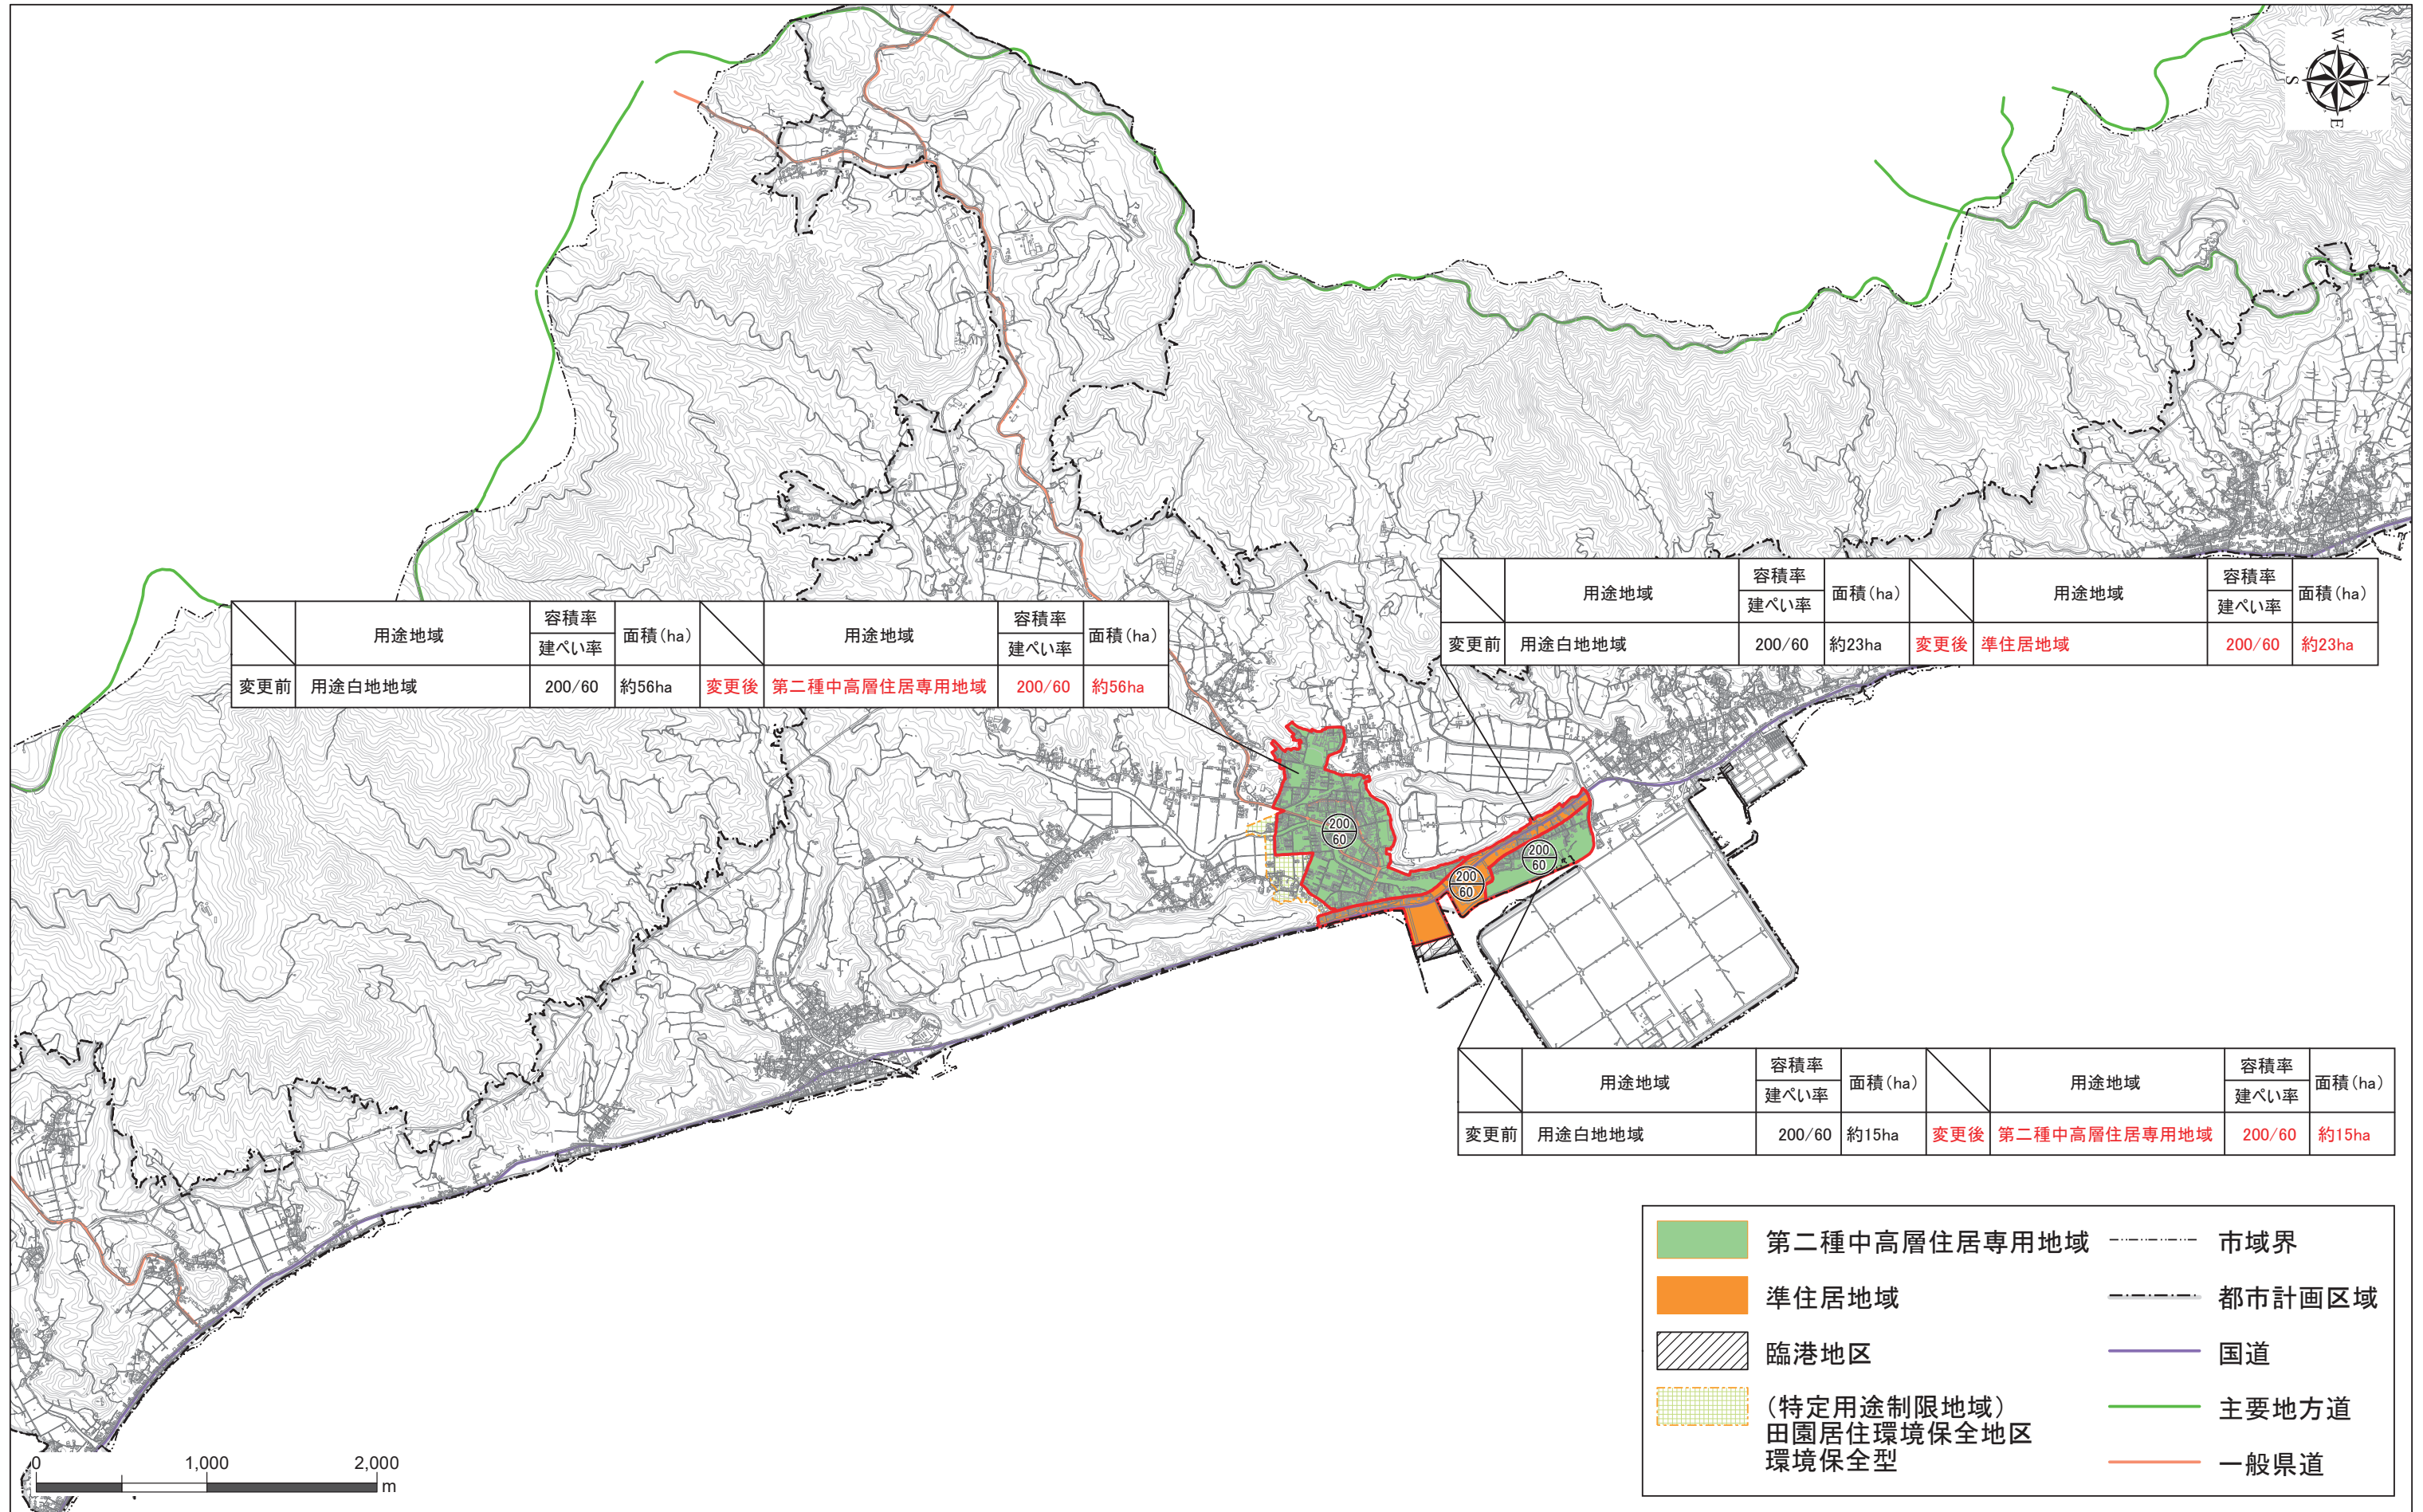 W
N
S
E
用途地域 容積率 建ぺい率 面積(ha) 用途地域 容積率 建ぺい率 面積(ha)
変更前 用途白地地域 200/60 約23ha 変更後 準住居地域 200/60 約23ha
用途地域 容積率 建ぺい率 面積(ha) 用途地域 容積率 建ぺい率 面積(ha)
変更前 用途白地地域 200/60 約56ha 変更後 第二種中高層住居専用地域 200/60 約56ha
200
60
200
60
200
60
用途地域 容積率 建ぺい率 面積(ha) 用途地域 容積率 建ぺい率 面積(ha)
変更前 用途白地地域 200/60 約15ha 変更後 第二種中高層住居専用地域 200/60 約15ha
第二種中高層住居専用地域
準住居地域
臨港地区
(特定用途制限地域)
田園居住環境保全地区
環境保全型
市域界
都市計画区域
国道
主要地方道
一般県道
0 1,000 2,000
m